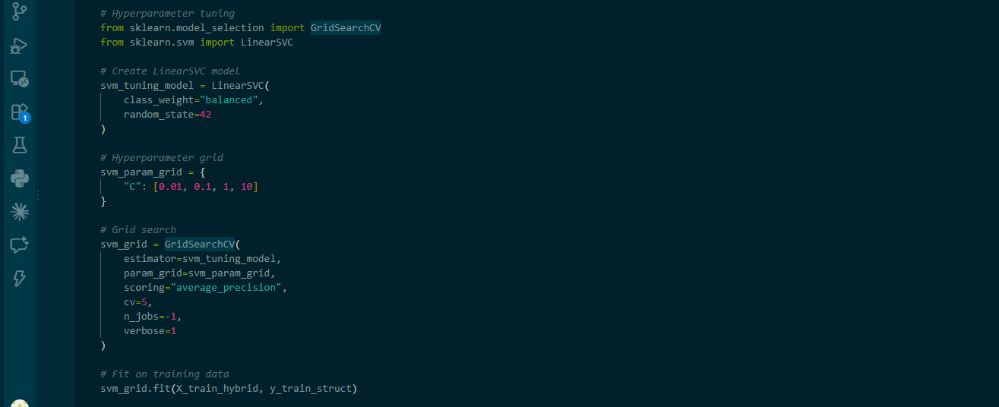 # Hyperparameter tuning
from sklearn.model_selection import GridSearchCV
from sklearn.svm import LinearSVC
# Create LinearSVC model
svm_tuning_model = LinearSVC(
class_weight="balanced",
random_state=42
)
# Hyperparameter grid
svm_param_grid = {
"C": [0.01, 0.1, 1, 10]
}
# Grid search
svm_grid = GridSearchCV(
estimator=svm_tuning_model,
param_grid=svm_param_grid,
scoring="average_precision",
cv=5,
n_jobs=-1,
verbose=1
)
# Fit on training data
svm_grid.fit(X_train_hybrid, y_train_struct)
1